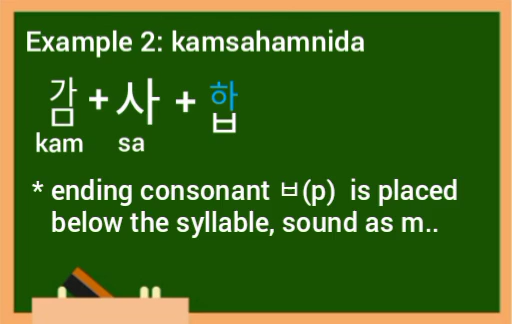 Example 2: kamsahamnida
감 + 사 + 합
kam sa
* ending consonant ㅂ(p) is placed
below the syllable, sound as m..